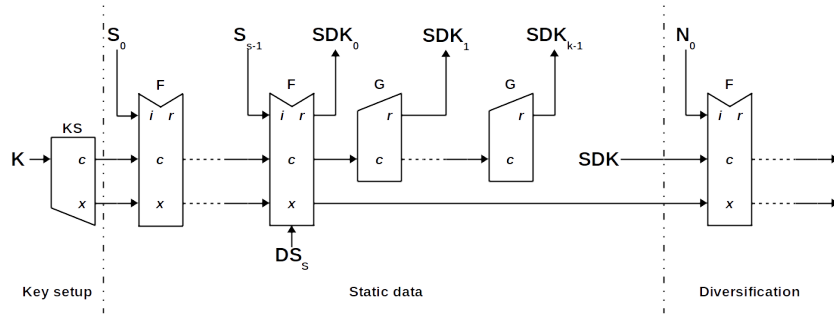 S0 Ss-1 SDK0 SDK1 SDKk-1 N0
F F G G F
i r i r r r i r
KS
K c c c c c SDK c
x x x x
DSS
Key setup Static data Diversification